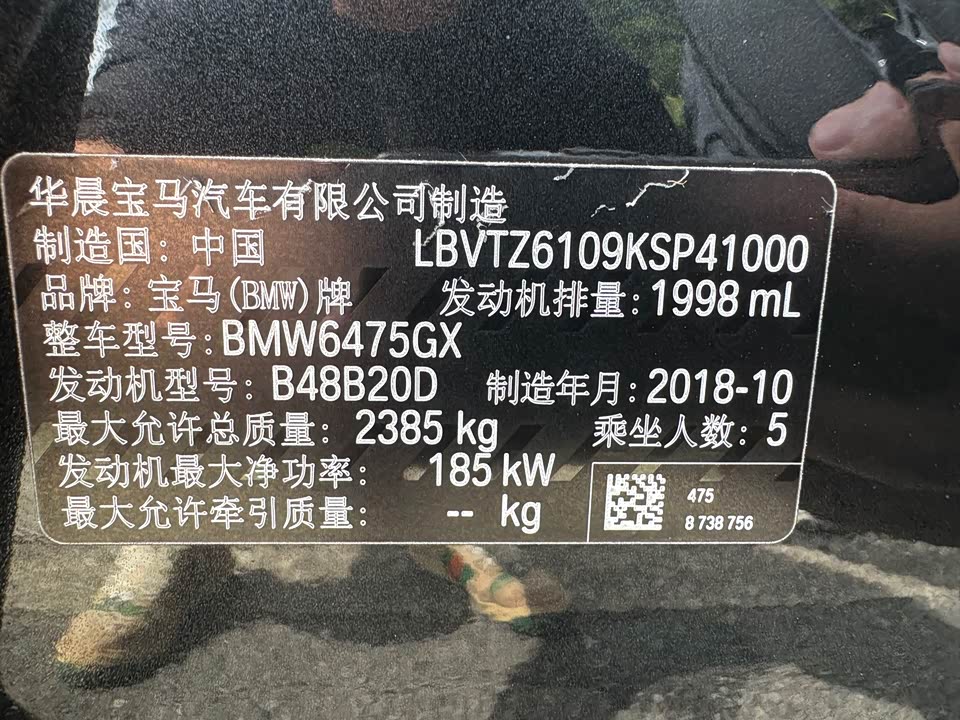 华晨宝马汽车有限公司制造
制造国：中国 LBVTZ6109KSP41000
品牌：宝马(BMW)牌 发动机排量：1998 mL
整车型号：BMW6475GX
发动机型号：B48B20D 制造年月：2018-10
最大允许总质量：2385 kg 乘坐人数：5
发动机最大净功率：185 kW
最大允许牵引质量：-- kg
475
8 738 756